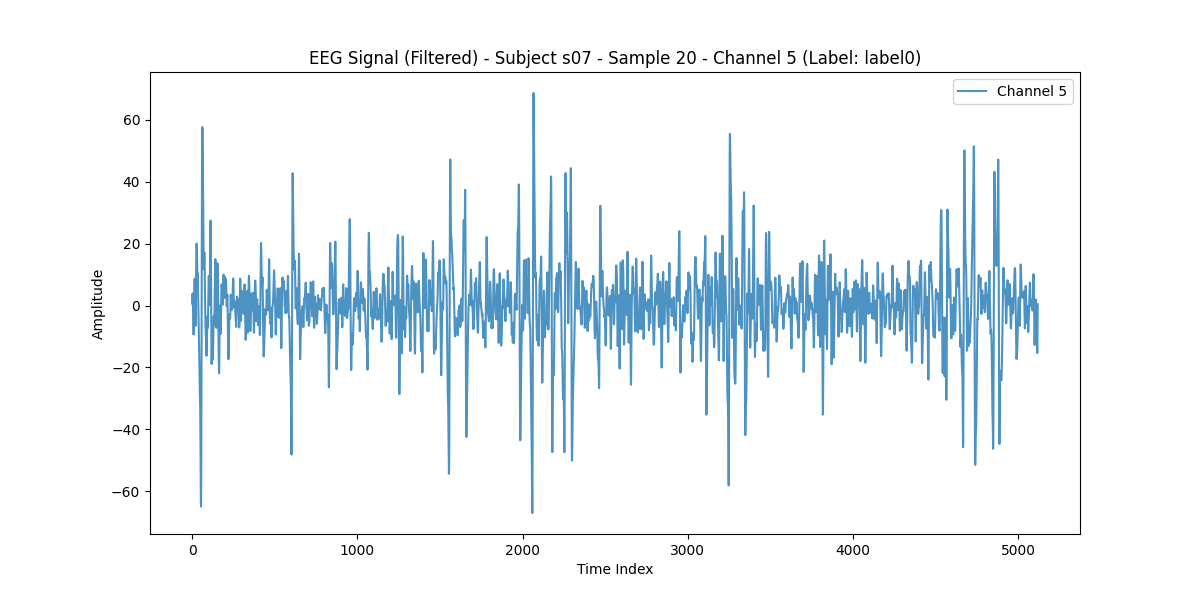 EEG Signal (Filtered) - Subject s07 - Sample 20 - Channel 5 (Label: label0)
Channel 5
60
40
20
0
−20
−40
−60
Amplitude
0 1000 2000 3000 4000 5000
Time Index